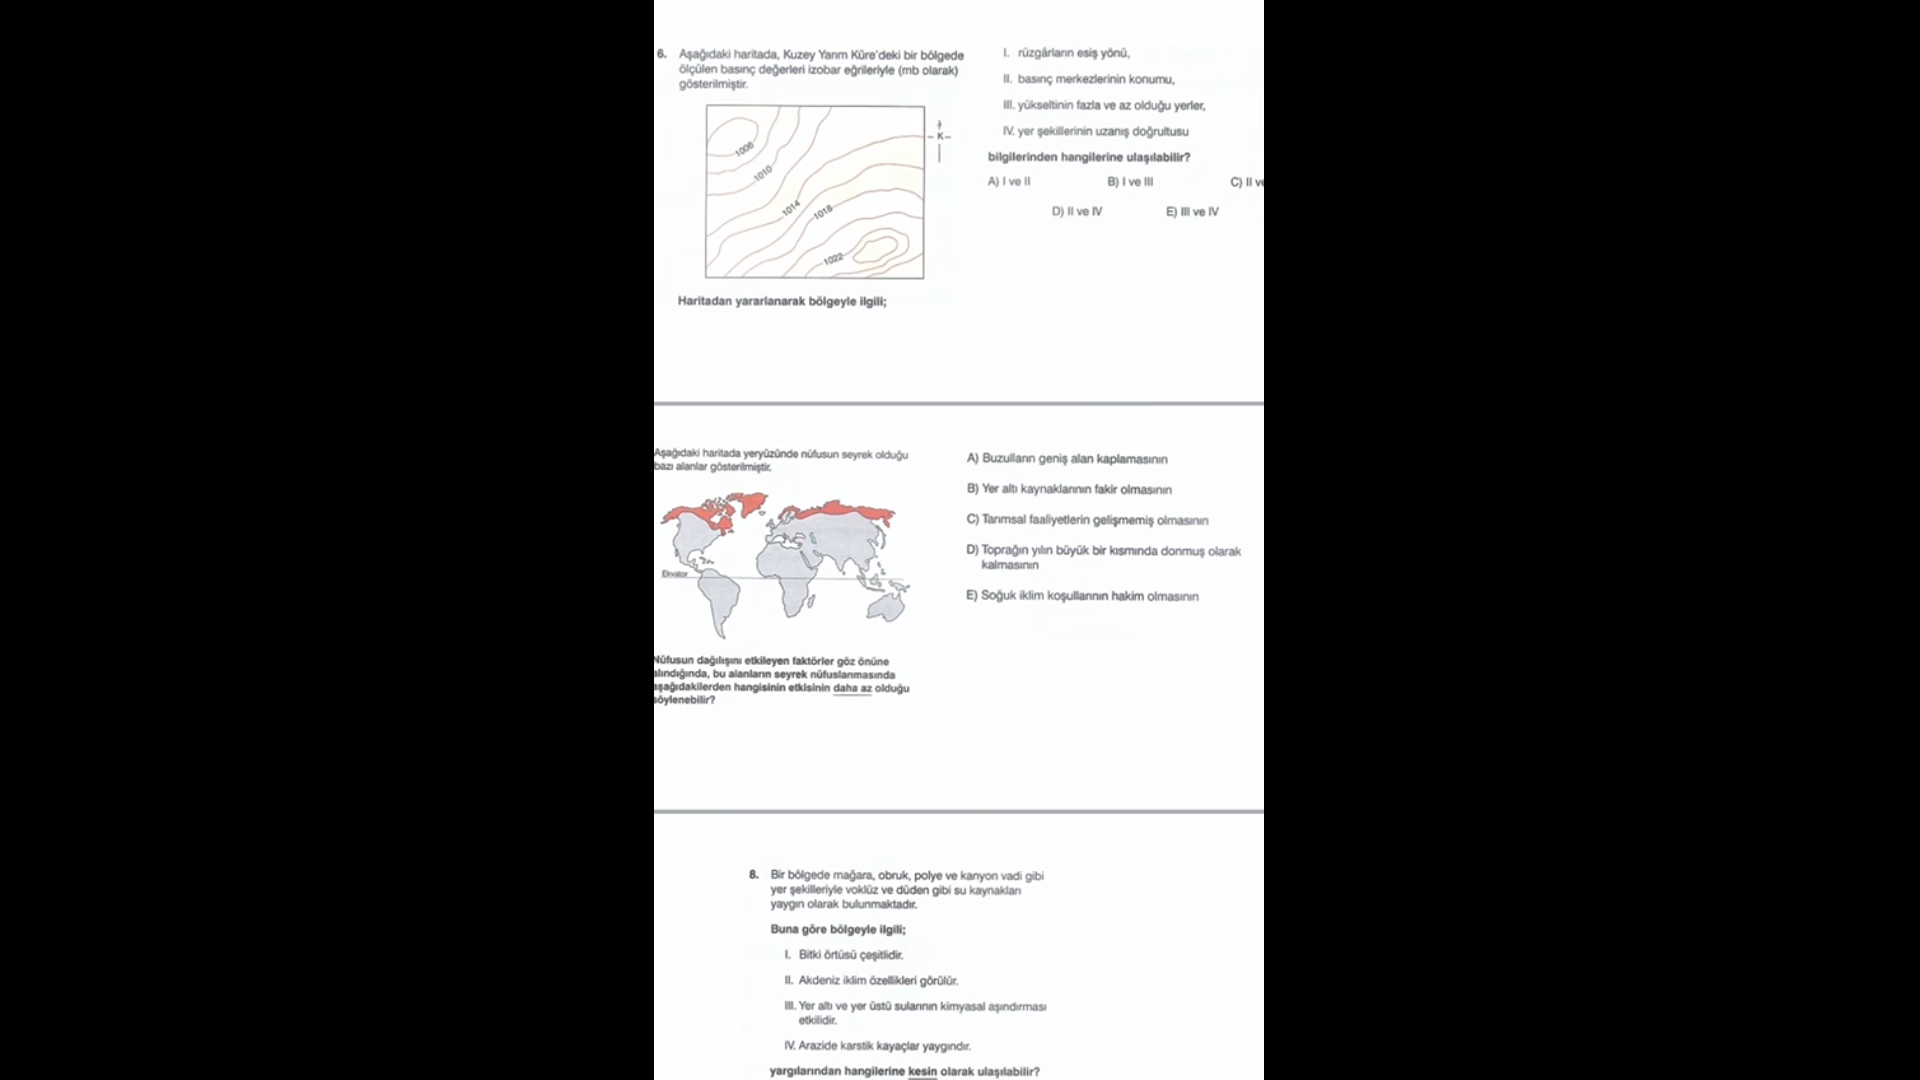 6. Aşağıdaki haritada, Kuzey Yarım Küre'deki bir bölgede
ölçülen basınç değerleri izobar eğrileriyle (mb olarak)
gösterilmiştir.
1006
1010
1014
1018
1022
K
Haritadan yararlanarak bölgeyle ilgili;
I. rüzgârların esiş yönü,
II. basınç merkezlerinin konumu,
III. yükseltinin fazla ve az olduğu yerler,
IV. yer şekillerinin uzanış doğrultusu
bilgilerinden hangilerine ulaşılabilir?
A) I ve II B) I ve III C) II
D) II ve IV E) III ve IV
Aşağıdaki haritada yeryüzünde nüfusun seyrek olduğu
bazı alanlar gösterilmiştir.
Ekvator
Nüfusun dağılışını etkileyen faktörler göz önüne
alındığında, bu alanların seyrek nüfuslanmasında
aşağıdakilerden hangisinin etkisinin daha az olduğu
söylenebilir?
A) Buzulların geniş alan kaplamasının
B) Yer altı kaynaklarının fakir olmasının
C) Tarımsal faaliyetlerin gelişmemiş olmasının
D) Toprağın yılın büyük bir kısmında donmuş olarak
kalmasının
E) Soğuk iklim koşullarının hakim olmasının
8. Bir bölgede mağara, obruk, polye ve kanyon vadi gibi
yer şekilleriyle voklüz ve düden gibi su kaynakları
yaygın olarak bulunmaktadır.
Buna göre bölgeyle ilgili;
I. Bitki örtüsü çeşitlidir.
II. Akdeniz iklim özellikleri görülür.
III. Yer altı ve yer üstü sularının kimyasal aşındırması
etkilidir.
IV. Arazide karstik kayaçlar yaygındır.
yargılarından hangilerine kesin olarak ulaşılabilir?